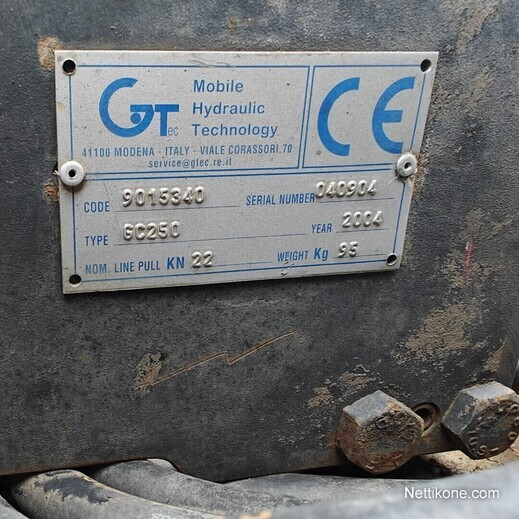 GTec
Mobile
Hydraulic
Technology
CE
41100 MODENA - ITALY - VIALE CORASSORI,70
service@gtec.re.it
CODE 9015340 SERIAL NUMBER 040904
TYPE GC250 YEAR 2004
NOM. LINE PULL KN 22 WEIGHT Kg 95
Nettikone.com